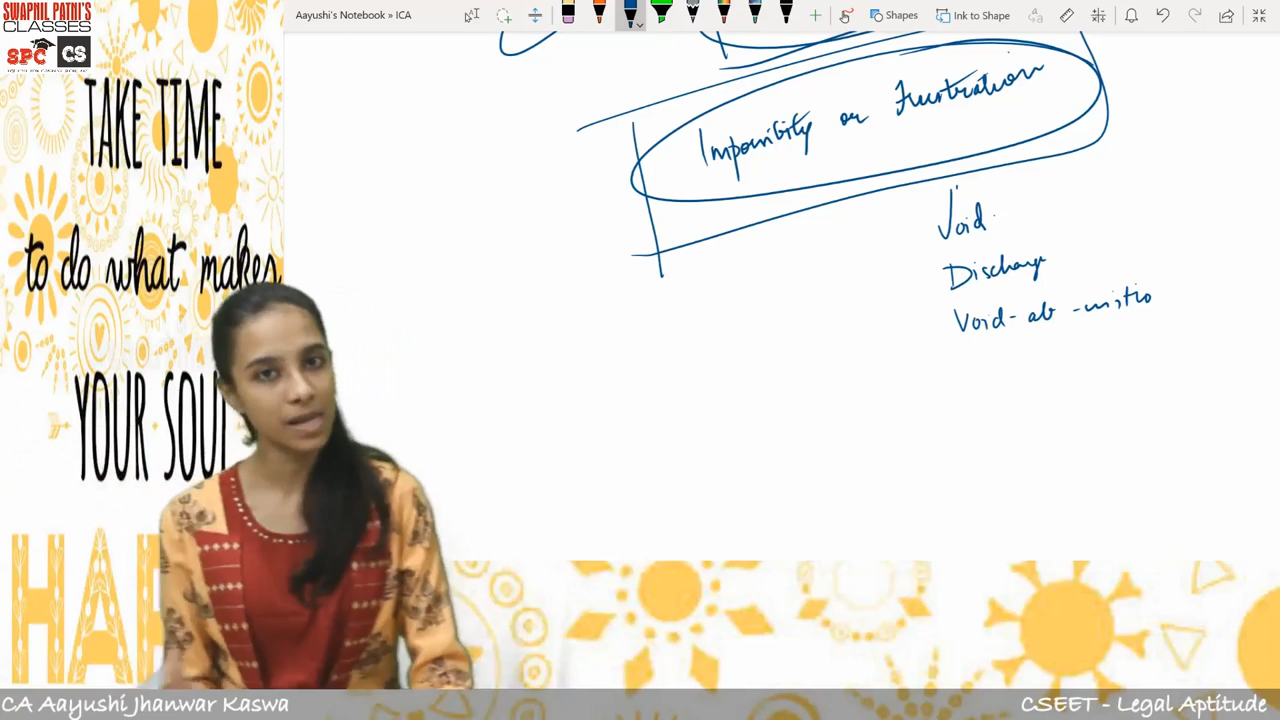 SWAPNIL PATNI'S
CLASSES
SPC CS
Aayushi's Notebook » ICA
Shapes
Ink to Shape
TAKE TIME
to do what makes
YOUR SOUL
HAP
Impossibility or Frustration
Void
Discharge
Void-ab-initio
CA Aayushi Jhanwar Kaswa
CSEET - Legal Aptitude